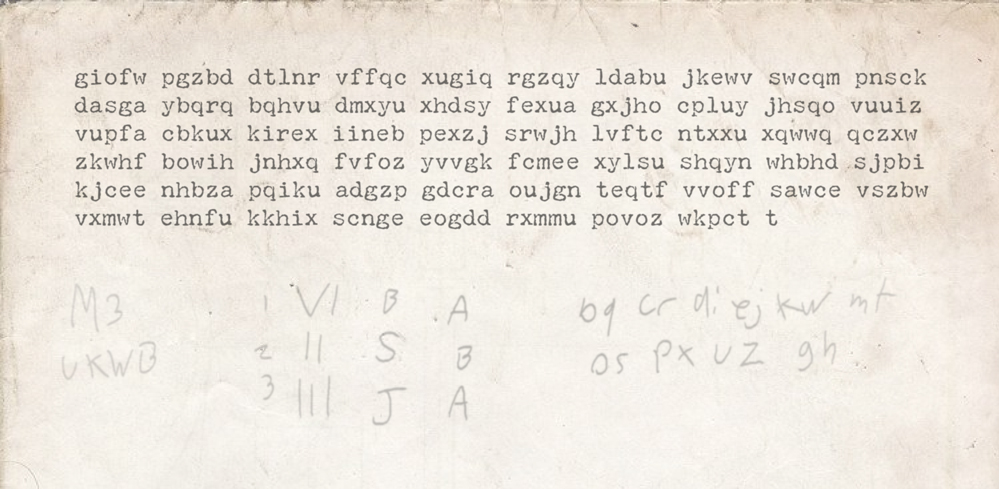 giofw pgzbd dtlnr vffqc xugiq rgzqy ldabu jkewv swcqm pnsck
dasga ybqrq bqhvu dmxyu xhdsy fexua gxjho cpluy jhsqo vuuiz
vupfa cbkux kirex iineb pexzj srwjh lvftc ntxxu xqwwq qczxw
zkwhf bowih jnhxq fvfoz yvvgk fcmee xylsu shqyn whbhd sjpbi
kjcee nhbza pqiku adgzp gdcra oujgn teqtf vvoff sawce vszbw
vxmwt ehnfu kkhix scnge eogdd rxmmu povoz wkpct t
M3 1 VI B A bq cr di ej kw mt
UKWB 2 II S B os px uz gh
3 III J A